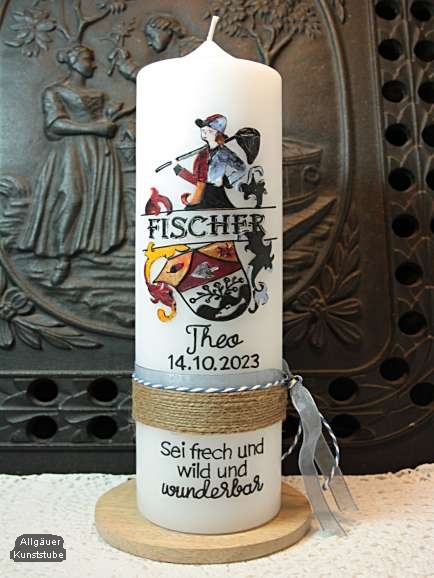 FISCHER
Theo
14.10.2023
Sei frech und
wild und
wunderbar
Allgäuer
Kunststube